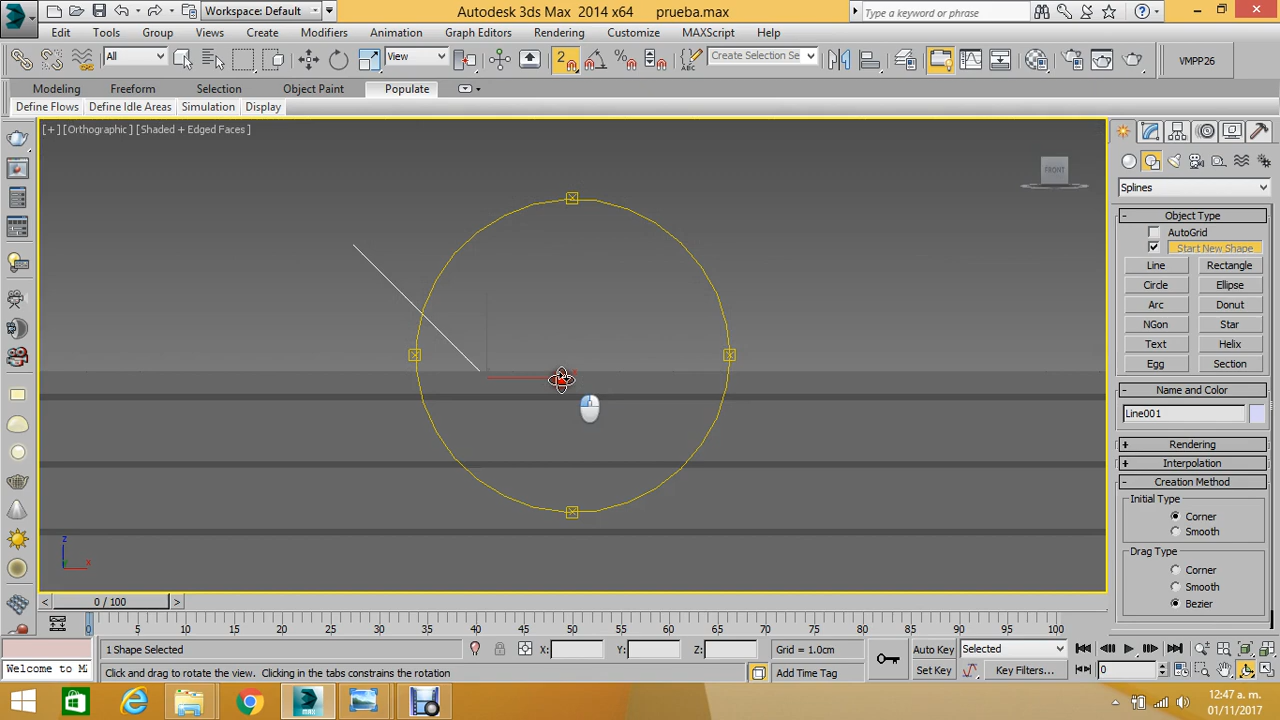 Workspace: Default
Autodesk 3ds Max 2014 x64 prueba.max
Type a keyword or phrase
Edit Tools Group Views Create Modifiers Animation Graph Editors Rendering Customize MAXScript Help
All
View
2
Create Selection Se
VMPP26
Modeling Freeform Selection Object Paint Populate
Define Flows Define Idle Areas Simulation Display
[+] [Orthographic] [Shaded + Edged Faces]
FRONT
Splines
- Object Type
AutoGrid
Start New Shape
Line Rectangle
Circle Ellipse
Arc Donut
NGon Star
Text Helix
Egg Section
- Name and Color
Line001
+ Rendering
+ Interpolation
- Creation Method
Initial Type
Corner
Smooth
Drag Type
Corner
Smooth
Bezier
z
x
< 0 / 100 >
0 5 10 15 20 25 30 35 40 45 50 55 60 65 70 75 80 85 90 95 100
1 Shape Selected X: Y: Z: Grid = 1.0cm Auto Key Selected
Welcome to M Click and drag to rotate the view. Clicking in the tabs constrains the rotation Add Time Tag Set Key Key Filters... 0
12:47 a. m.
01/11/2017